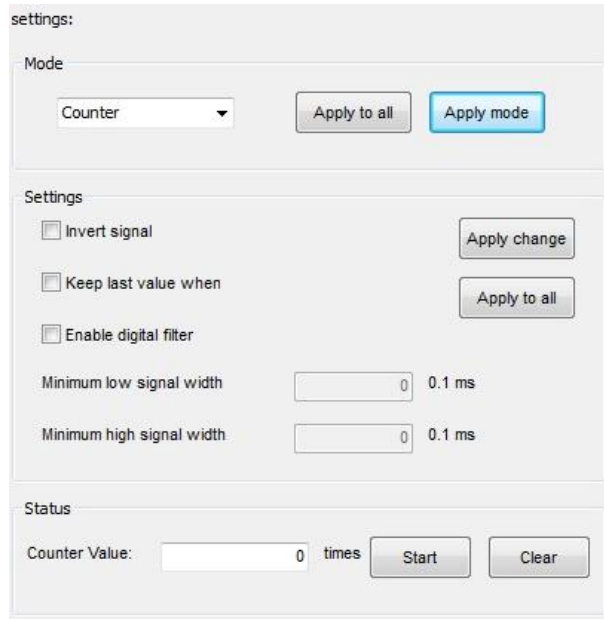 settings:
Mode
Counter Apply to all Apply mode
Settings
Invert signal Apply change
Keep last value when Apply to all
Enable digital filter
Minimum low signal width 0 0.1 ms
Minimum high signal width 0 0.1 ms
Status
Counter Value: 0 times Start Clear